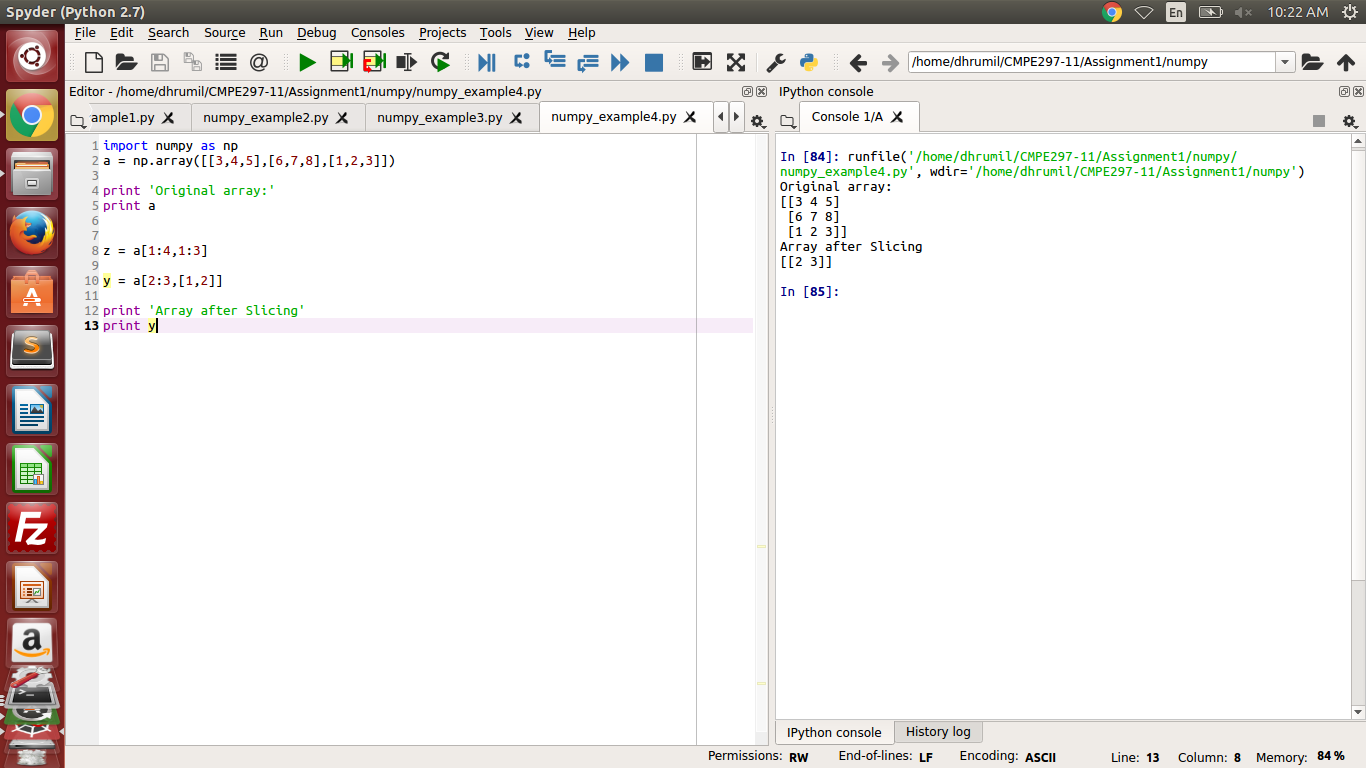 Spyder (Python 2.7)
En
10:22 AM
File Edit Search Source Run Debug Consoles Projects Tools View Help
/home/dhrumil/CMPE297-11/Assignment1/numpy
Editor - /home/dhrumil/CMPE297-11/Assignment1/numpy/numpy_example4.py
ample1.py numpy_example2.py numpy_example3.py numpy_example4.py
1 import numpy as np
2 a = np.array([[3,4,5],[6,7,8],[1,2,3]])
3
4 print 'Original array:'
5 print a
6
7
8 z = a[1:4,1:3]
9
10 y = a[2:3,[1,2]]
11
12 print 'Array after Slicing'
13 print y
IPython console
Console 1/A
In [84]: runfile('/home/dhrumil/CMPE297-11/Assignment1/numpy/
numpy_example4.py', wdir='/home/dhrumil/CMPE297-11/Assignment1/numpy')
Original array:
[[3 4 5]
 [6 7 8]
 [1 2 3]]
Array after Slicing
[[2 3]]
In [85]:
IPython console History log
Permissions: RW End-of-lines: LF Encoding: ASCII Line: 13 Column: 8 Memory: 84 %